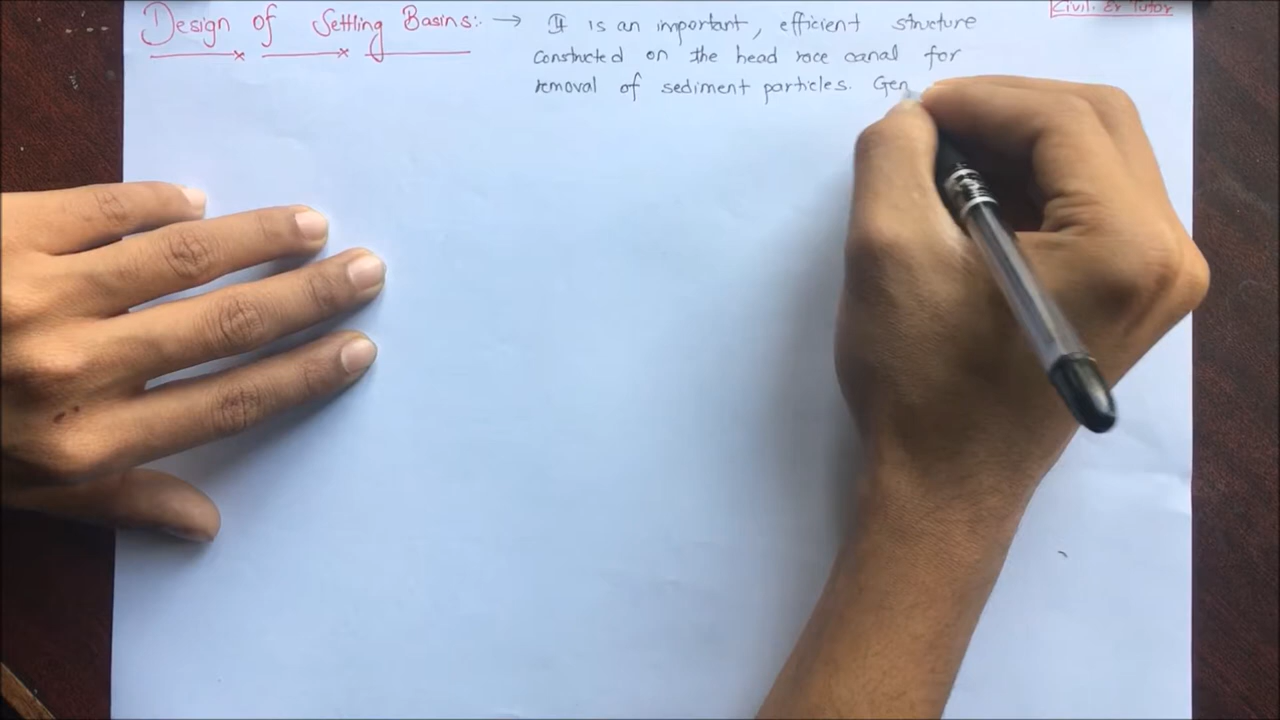 Design of Settling Basins:- → It is an important, efficient structure
constructed on the head race canal for
removal of sediment particles. Gen
Civil Er Tutor